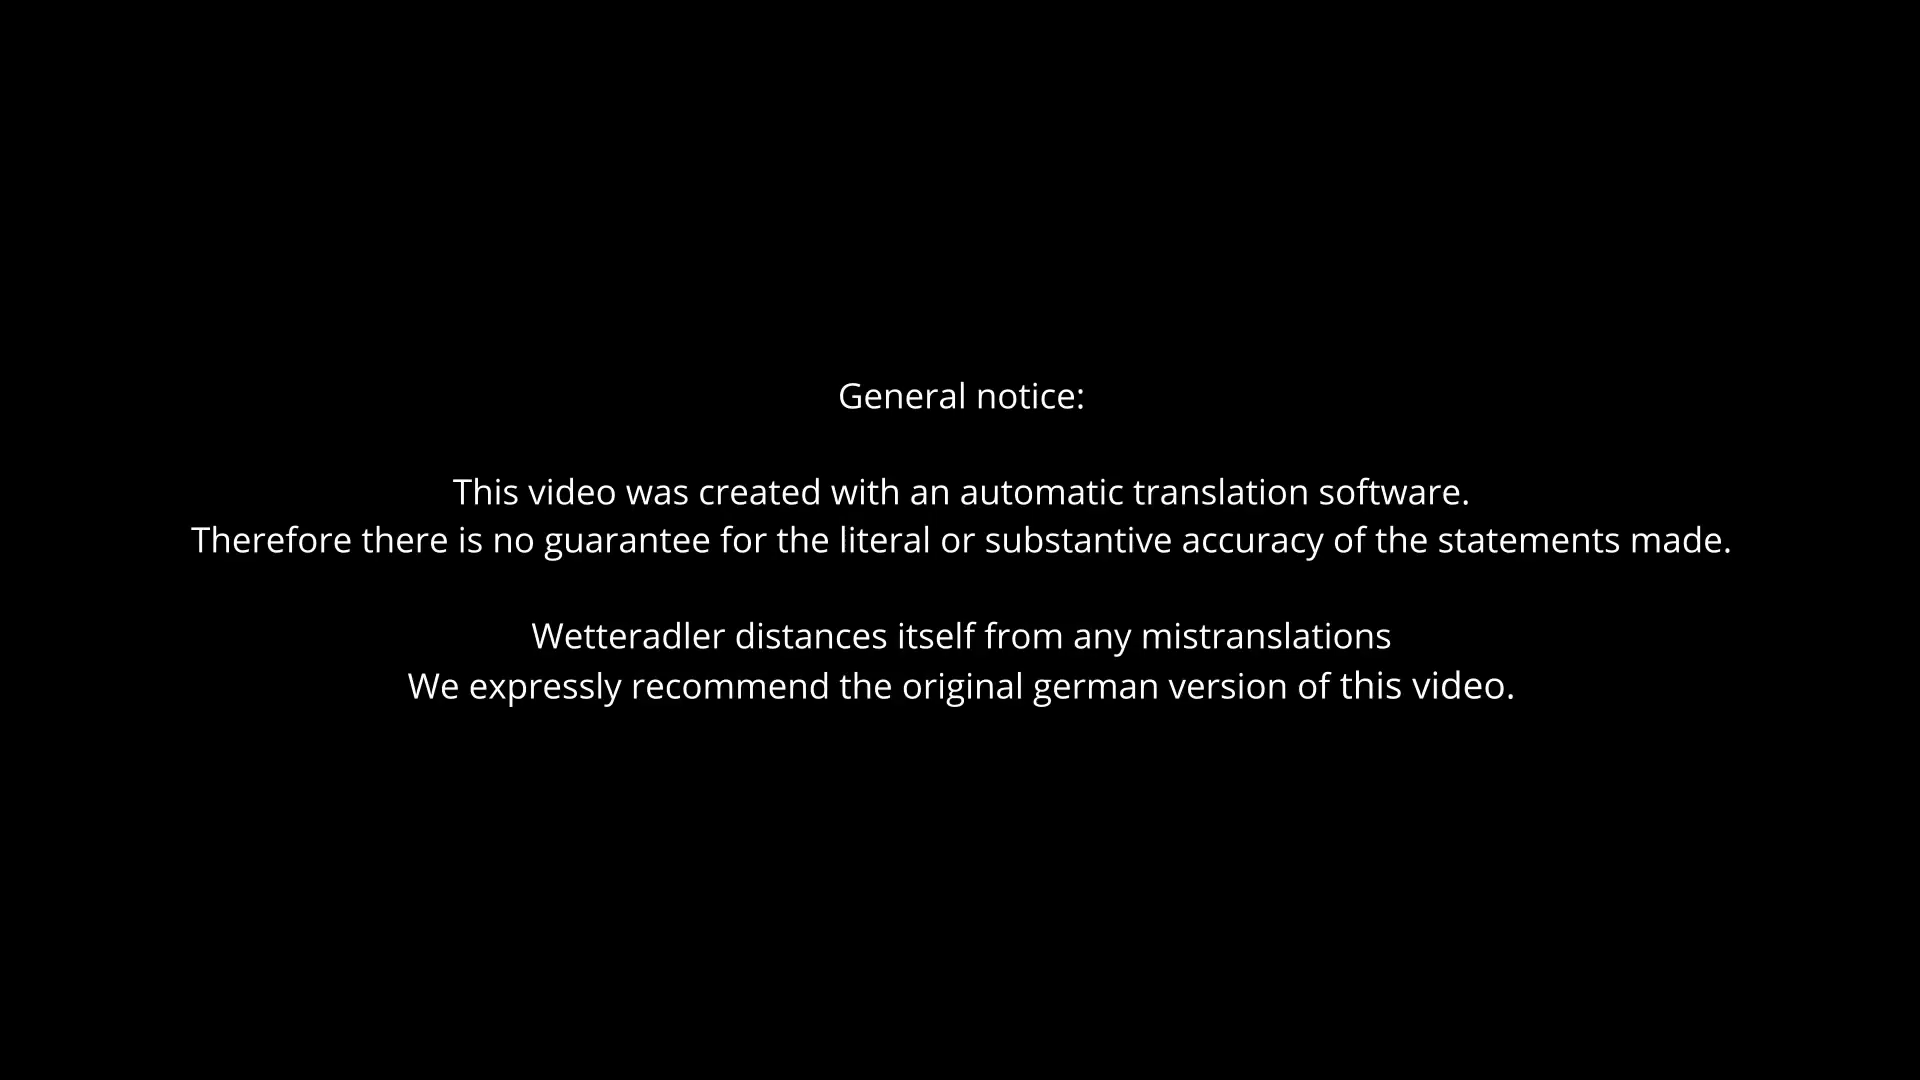 General notice:
This video was created with an automatic translation software.
Therefore there is no guarantee for the literal or substantive accuracy of the statements made.
Wetteradler distances itself from any mistranslations
We expressly recommend the original german version of this video.